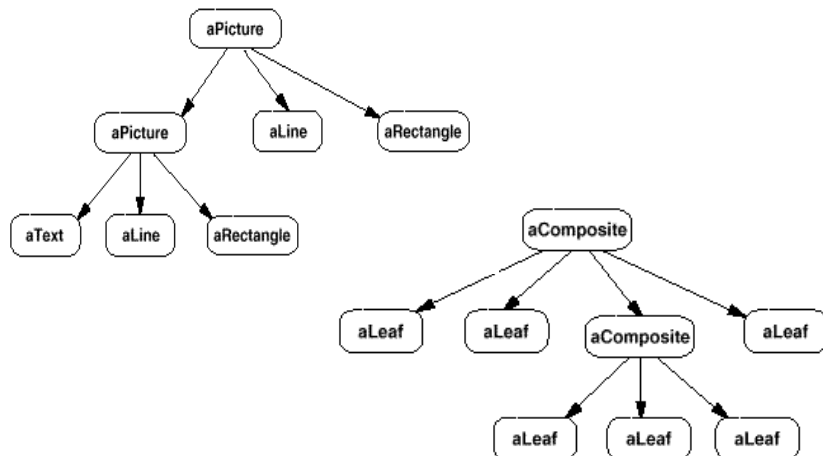 aPicture
aPicture
aLine
aRectangle
aText
aLine
aRectangle
aComposite
aLeaf
aLeaf
aComposite
aLeaf
aLeaf
aLeaf
aLeaf